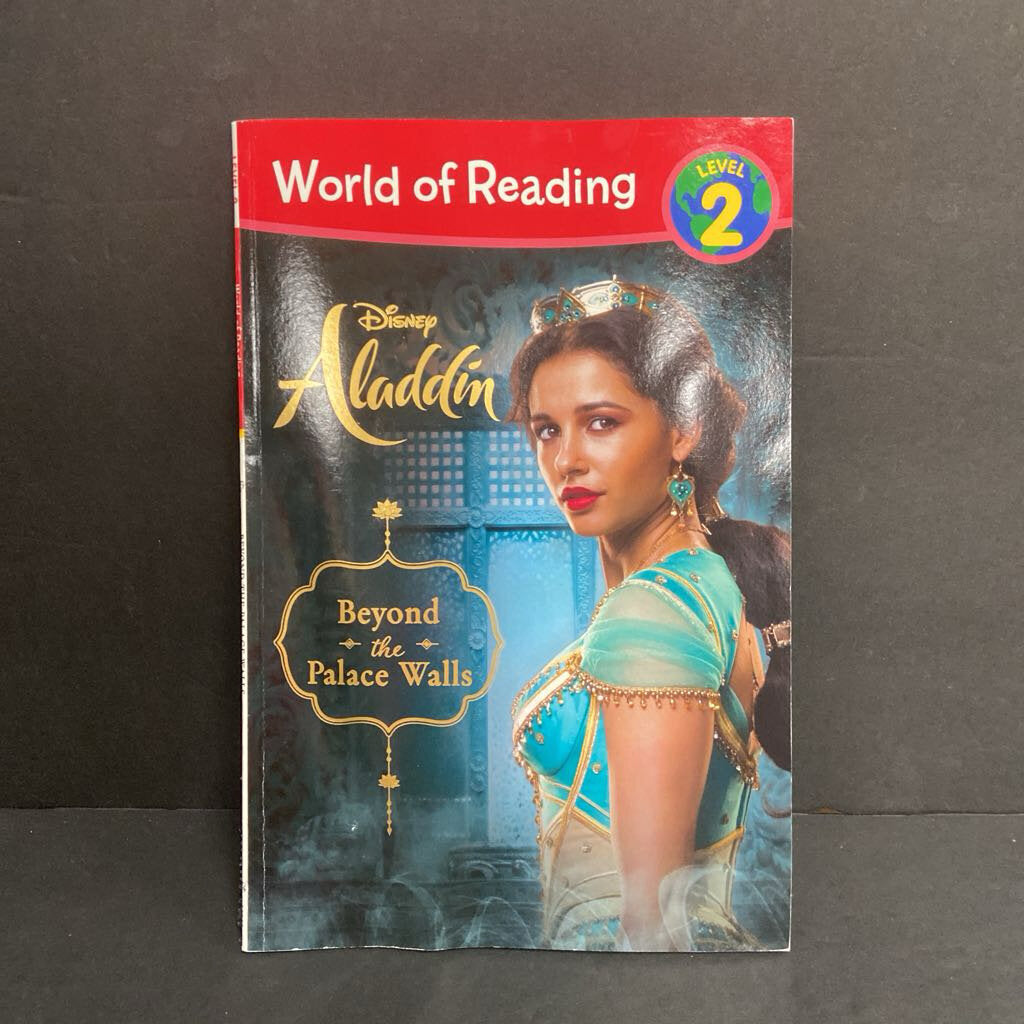 World of Reading
LEVEL
2
Disney
Aladdin
Beyond
the
Palace Walls